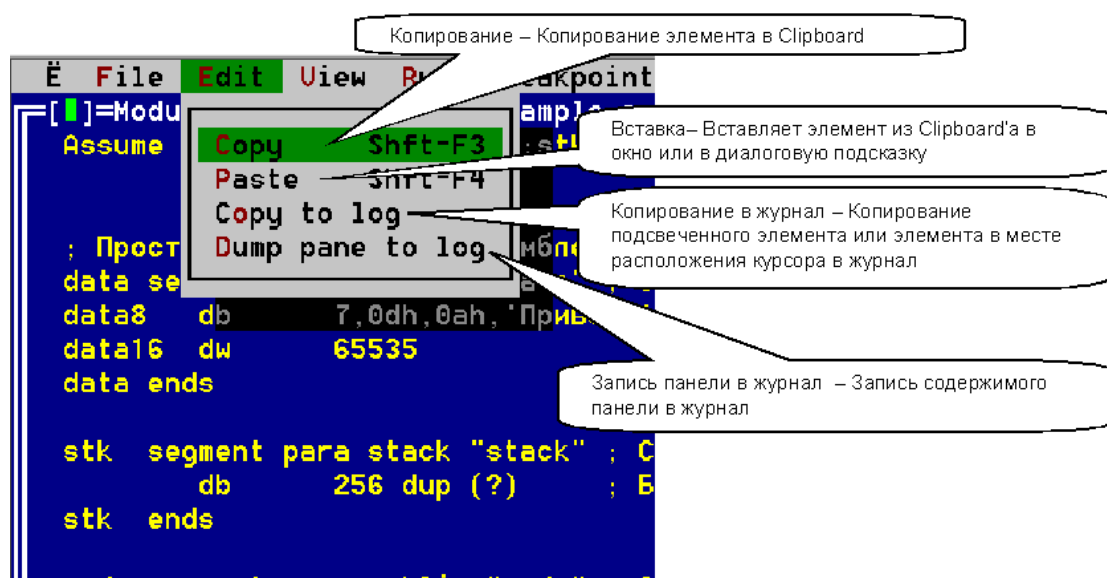 Копирование – Копирование элемента в Clipboard
Ё File Edit View
[ ]=Modu
Assume
Copy Shft-F3
Paste Shft-F4
Copy to log
Dump pane to log
Вставка– Вставляет элемент из Clipboard'а в
окно или в диалоговую подсказку
Копирование в журнал – Копирование
подсвеченного элемента или элемента в месте
расположения курсора в журнал
; Прост
data se
data8 db 7,0dh,0ah,'
data16 dw 65535
data ends
Запись панели в журнал – Запись содержимого
панели в журнал
stk segment para stack "stack" ; С
db 256 dup (?) ; Б
stk ends